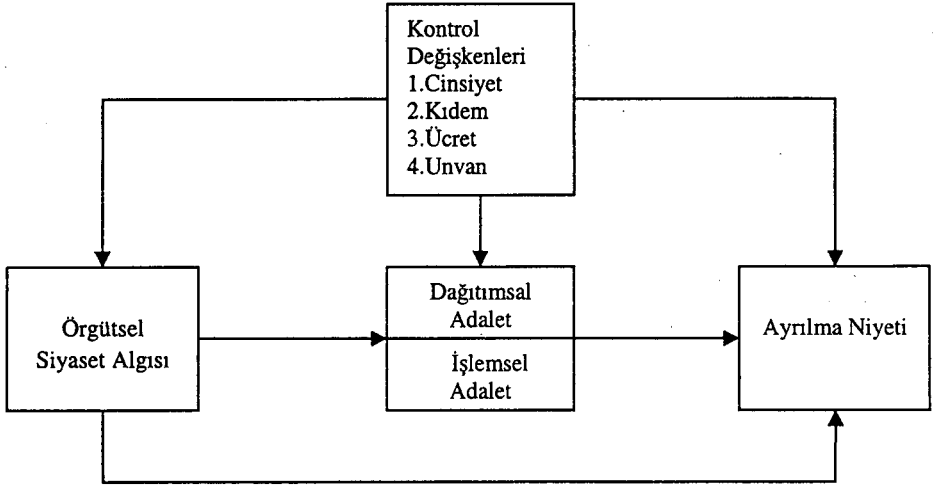 Kontrol
Değişkenleri
1.Cinsiyet
2.Kıdem
3.Ücret
4.Unvan
Örgütsel
Siyaset Algısı
Dağıtımsal
Adalet
İşlemsel
Adalet
Ayrılma Niyeti